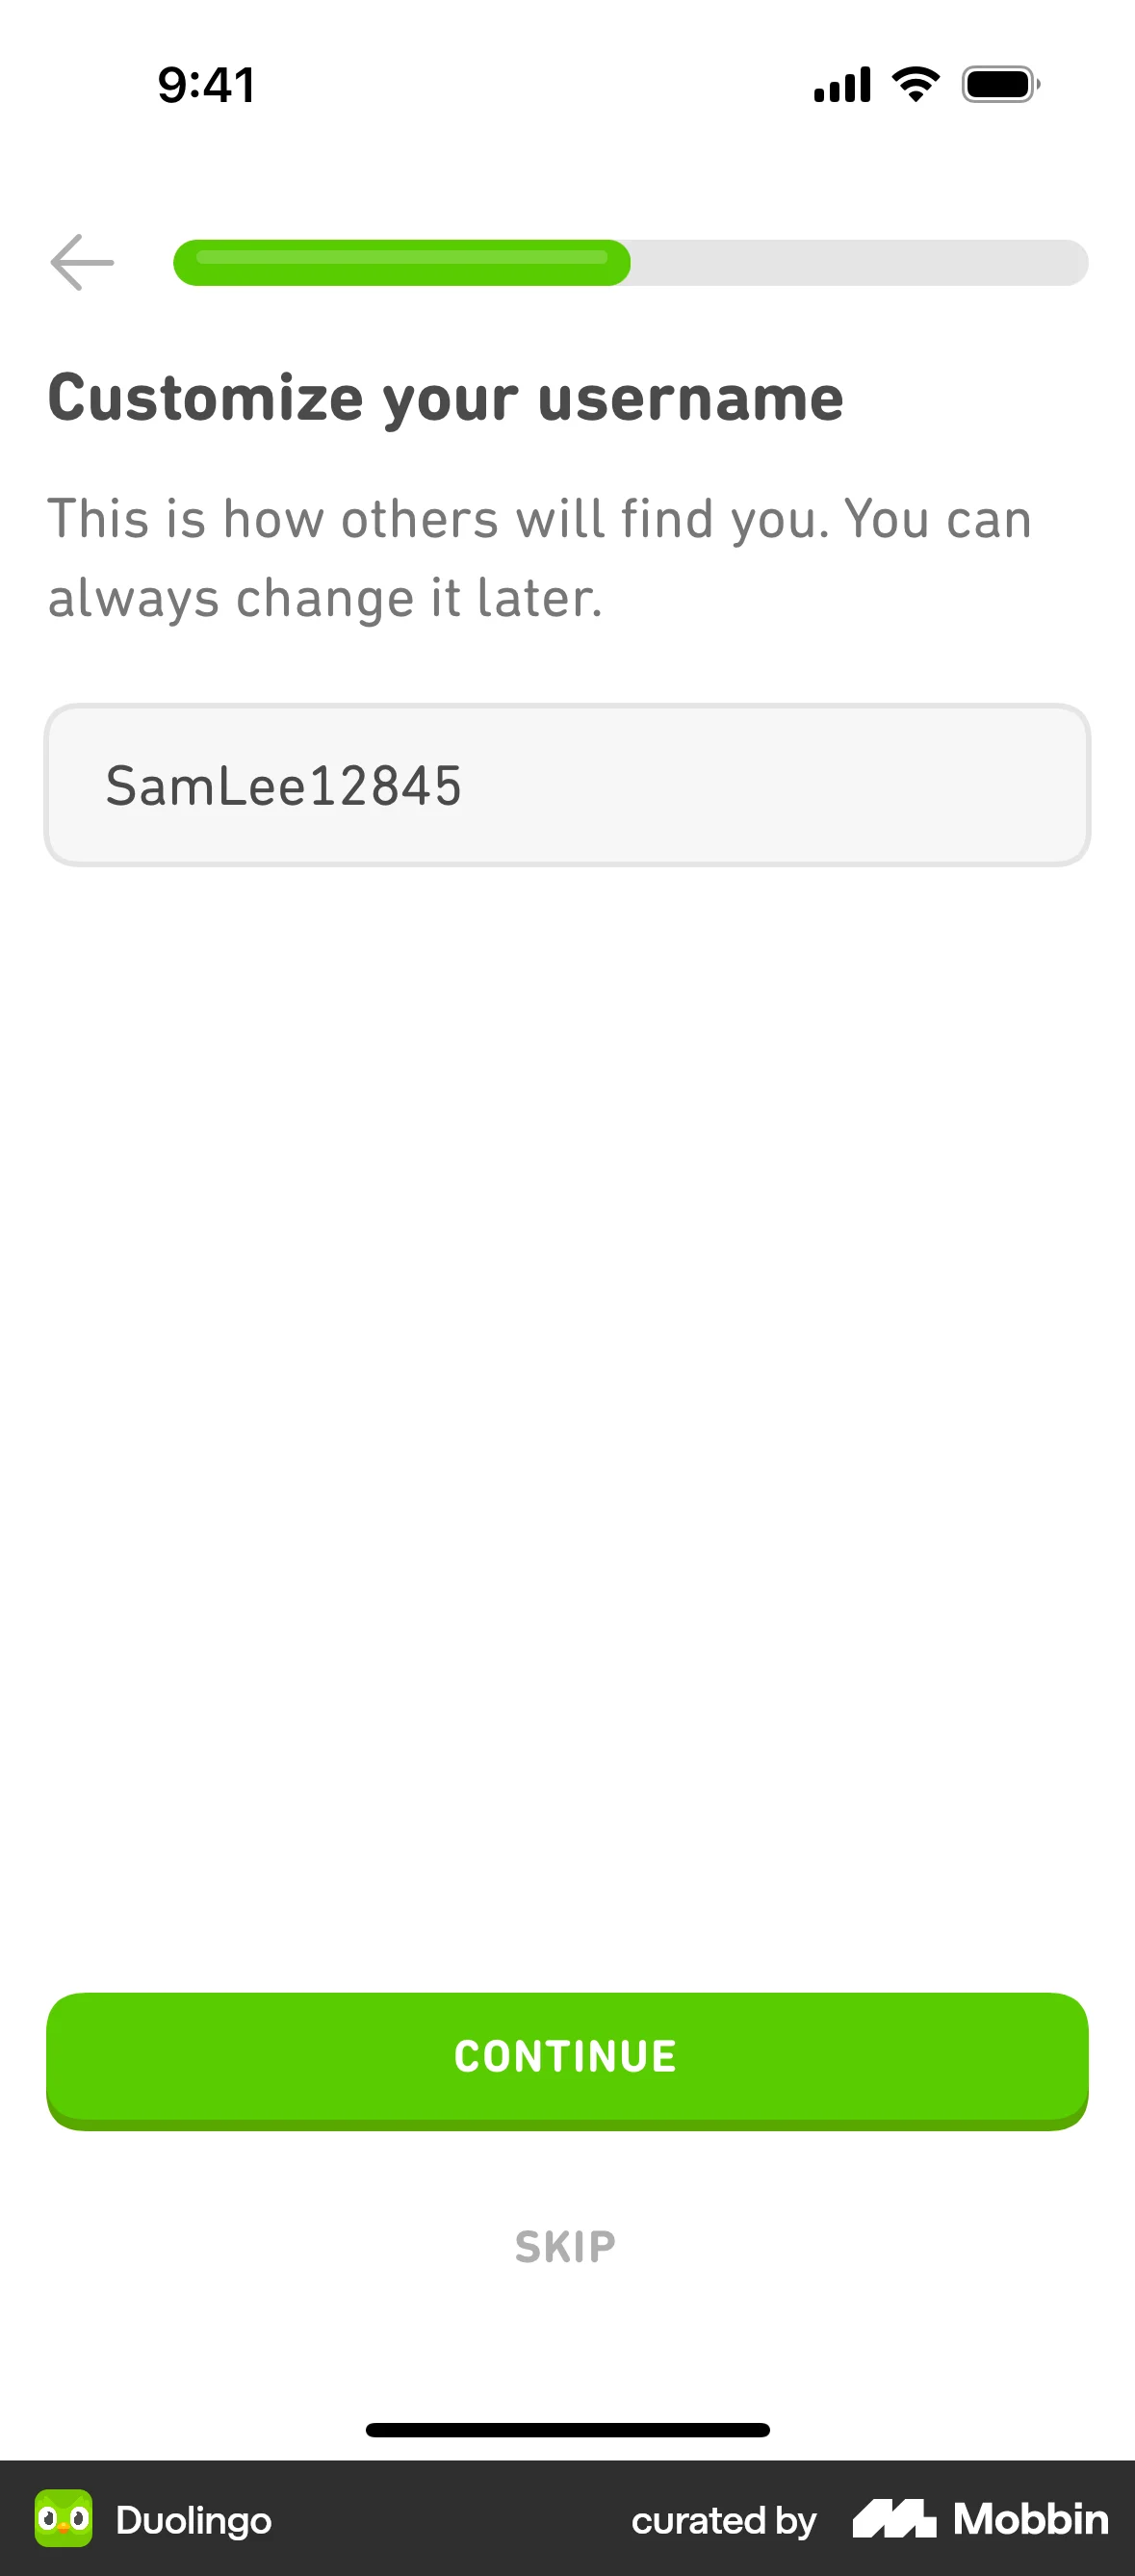 9:41
Customize your username
This is how others will find you. You can
always change it later.
SamLee12845
CONTINUE
SKIP
Duolingo
curated by Mobbin